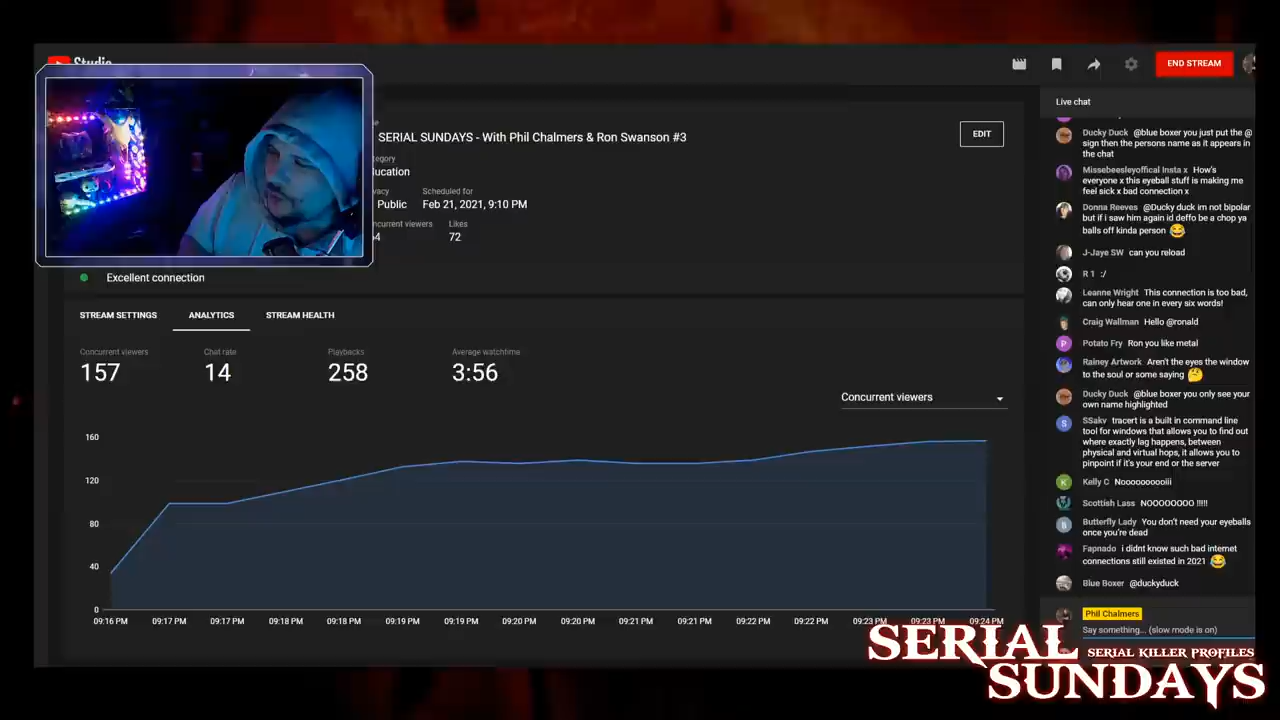 Studio
END STREAM
SERIAL SUNDAYS - With Phil Chalmers & Ron Swanson #3
EDIT
Public
Scheduled for
Feb 21, 2021, 9:10 PM
Likes
72
Excellent connection
STREAM SETTINGS
ANALYTICS
STREAM HEALTH
Concurrent viewers
157
Chat rate
14
Playbacks
258
Average watchtime
3:56
Concurrent viewers
160
120
80
40
0
09:16 PM 09:17 PM 09:17 PM 09:18 PM 09:18 PM 09:19 PM 09:19 PM 09:20 PM 09:20 PM 09:21 PM 09:21 PM 09:22 PM 09:22 PM 09:23 PM 09:23 PM 09:24 PM
Live chat
Ducky Duck @blue boxer you just put the @
sign then the persons name as it appears in
the chat
Missebeesleyoffical Insta x How's
everyone x this eyeball stuff is making me
feel sick x bad connection x
Donna Reeves @Ducky duck im not bipolar
but if i saw him again id deffo be a chop ya
balls off kinda person 😂
J-Jaye SW can you reload
R 1 :/
Leanne Wright This connection is too bad,
can only hear one in every six words!
Craig Wallman Hello @ronald
Potato Fry Ron you like metal
Rainey Artwork Aren't the eyes the window
to the soul or some saying 🤔
Ducky Duck @blue boxer you only see your
own name highlighted
SSakv tracert is a built in command line
tool for windows that allows you to find out
where exactly lag happens, between
physical and virtual hops, it allows you to
pinpoint if it's your end or the server
Kelly C Nooooooooiii
Scottish Lass NOOOOOOO !!!!!
Butterfly Lady You don't need your eyeballs
once you're dead
Fapnado i didnt know such bad internet
connections still existed in 2021 😂
Blue Boxer @duckyduck
Phil Chalmers
Say something... (slow mode is on)
SERIAL SERIAL KILLER PROFILES
SUNDAYS